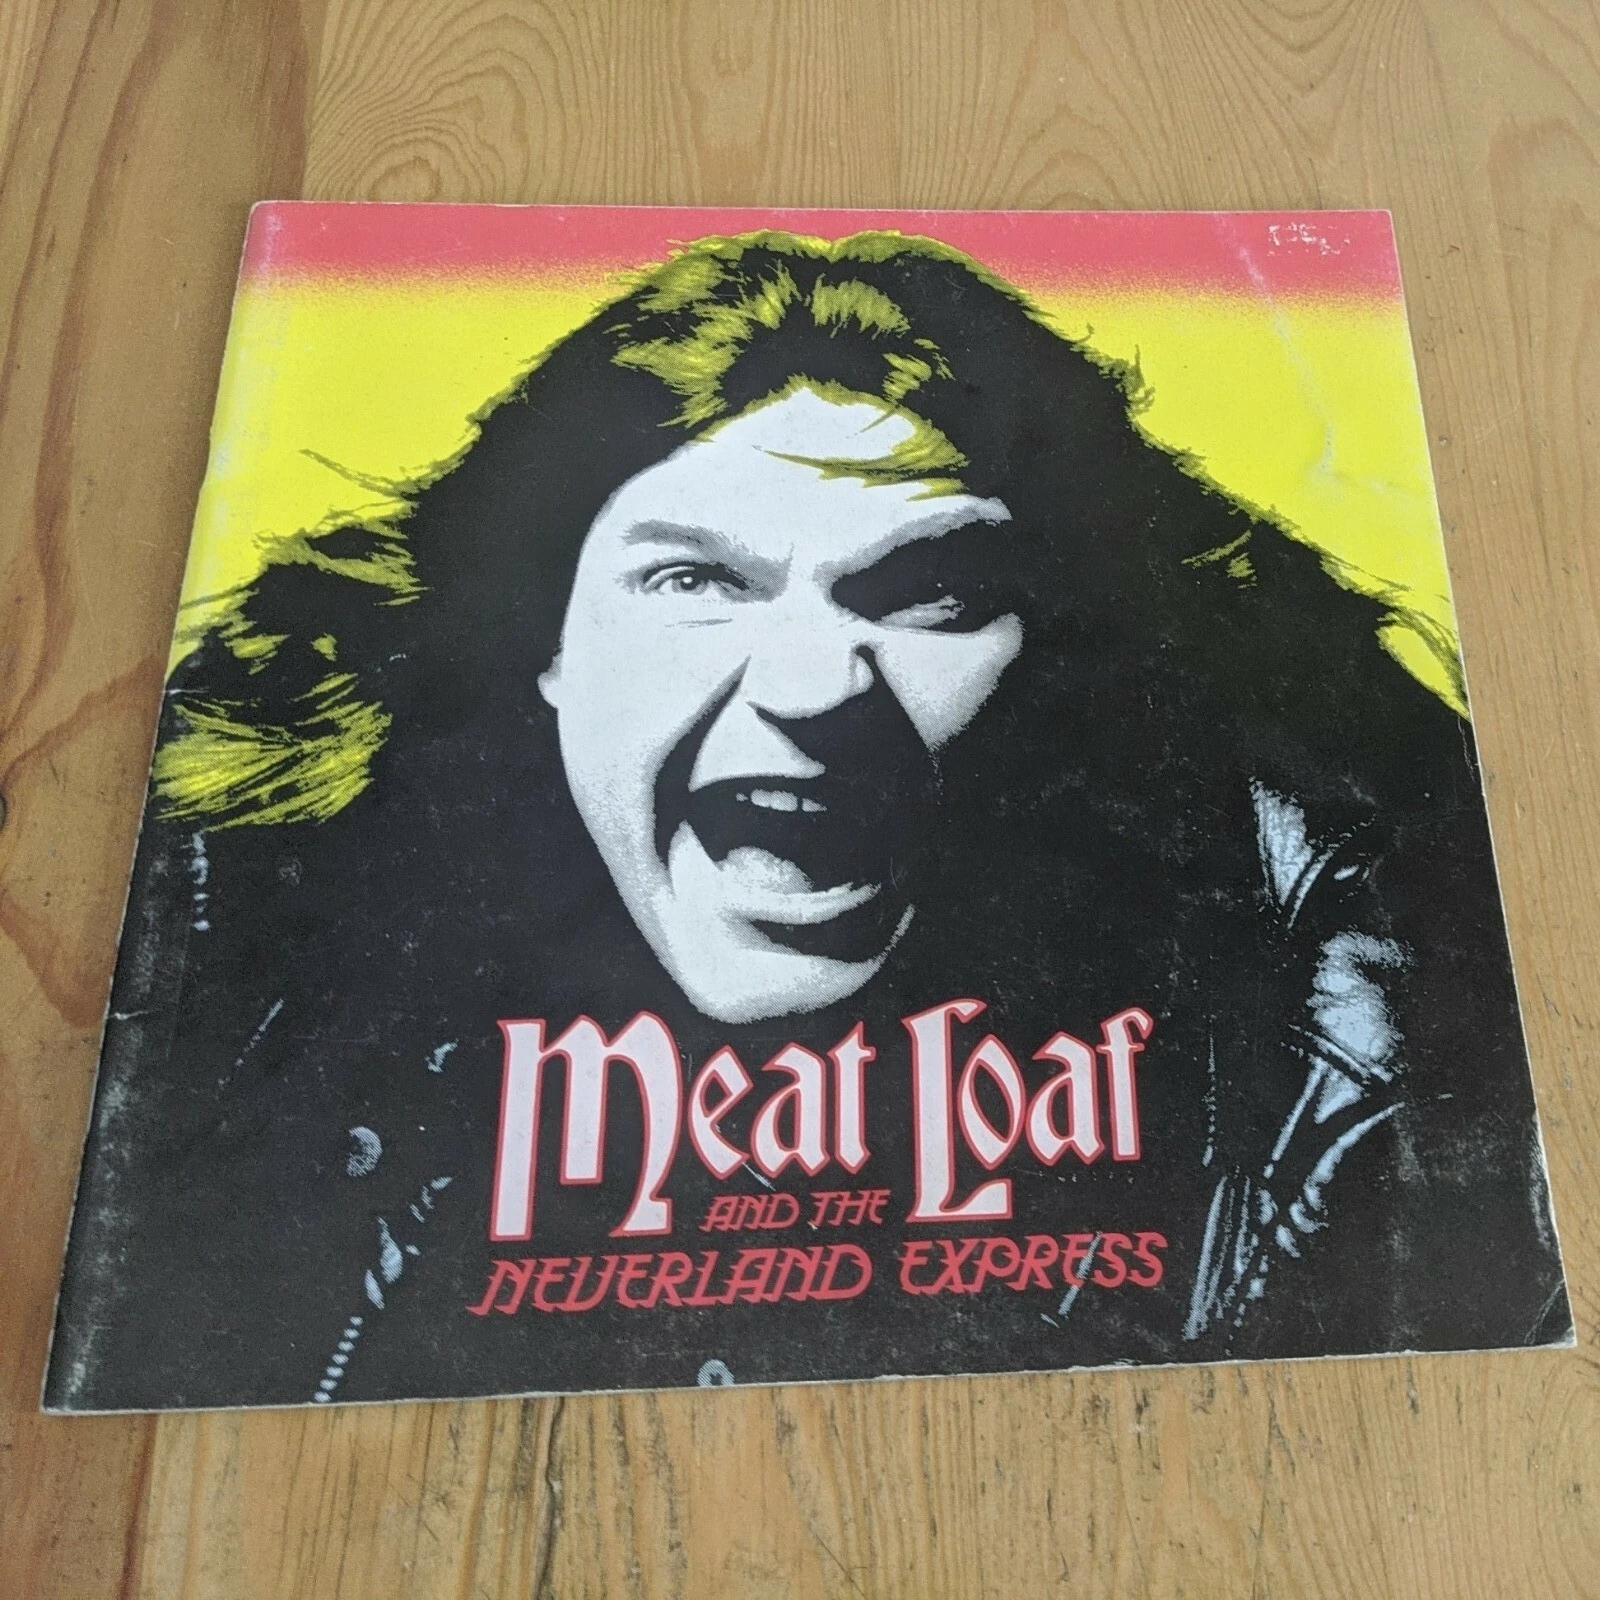 Meat Loaf
AND THE
NEVERLAND EXPRESS